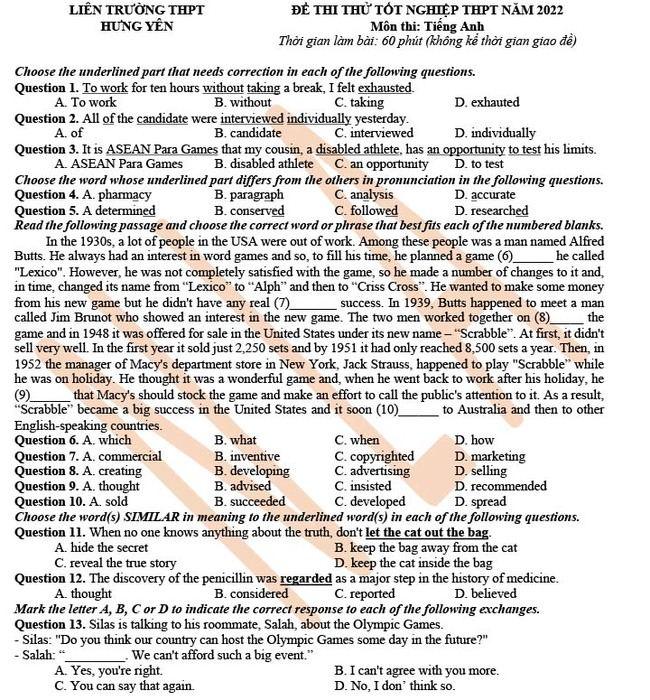 LIÊN TRƯỜNG THPT ĐỀ THI THỬ TỐT NGHIỆP THPT NĂM 2022
HƯNG YÊN Môn thi: Tiếng Anh
Thời gian làm bài: 60 phút (không kể thời gian giao đề)
Choose the underlined part that needs correction in each of the following questions.
Question 1. To work for ten hours without taking a break, I felt exhausted.
A. To work B. without C. taking D. exhauted
Question 2. All of the candidate were interviewed individually yesterday.
A. of B. candidate C. interviewed D. individually
Question 3. It is ASEAN Para Games that my cousin, a disabled athlete, has an opportunity to test his limits.
A. ASEAN Para Games B. disabled athlete C. an opportunity D. to test
Choose the word whose underlined part differs from the others in pronunciation in the following questions.
Question 4. A. pharmacy B. paragraph C. analysis D. accurate
Question 5. A determined B. conserved C. followed D. researched
Read the following passage and choose the correct word or phrase that best fits each of the numbered blanks.
In the 1930s, a lot of people in the USA were out of work. Among these people was a man named Alfred
Butts. He always had an interest in word games and so, to fill his time, he planned a game (6)______ he called
"Lexico". However, he was not completely satisfied with the game, so he made a number of changes to it and,
in time, changed its name from “Lexico” to “Alph” and then to “Criss Cross”. He wanted to make some money
from his new game but he didn't have any real (7)_______ success. In 1939, Butts happened to meet a man
called Jim Brunot who showed an interest in the new game. The two men worked together on (8)_____ the
game and in 1948 it was offered for sale in the United States under its new name – “Scrabble”. At first, it didn't
sell very well. In the first year it sold just 2,250 sets and by 1951 it had only reached 8,500 sets a year. Then, in
1952 the manager of Macy's department store in New York, Jack Strauss, happened to play "Scrabble” while
he was on holiday. He thought it was a wonderful game and, when he went back to work after his holiday, he
(9)______ that Macy's should stock the game and make an effort to call the public's attention to it. As a result,
“Scrabble” became a big success in the United States and it soon (10)______ to Australia and then to other
English-speaking countries.
Question 6. A. which B. what C. when D. how
Question 7. A. commercial B. inventive C. copyrighted D. marketing
Question 8. A. creating B. developing C. advertising D. selling
Question 9. A. thought B. advised C. insisted D. recommended
Question 10. A. sold B. succeeded C. developed D. spread
Choose the word(s) SIMILAR in meaning to the underlined word(s) in each of the following questions.
Question 11. When no one knows anything about the truth, don't let the cat out the bag.
A. hide the secret B. keep the bag away from the cat
C. reveal the true story D. keep the cat inside the bag
Question 12. The discovery of the penicillin was regarded as a major step in the history of medicine.
A. thought B. considered C. reported D. believed
Mark the letter A, B, C or D to indicate the correct response to each of the following exchanges.
Question 13. Silas is talking to his roommate, Salah, about the Olympic Games.
- Silas: "Do you think our country can host the Olympic Games some day in the future?"
- Salah: “_________. We can't afford such a big event.”
A. Yes, you're right. B. I can't agree with you more.
C. You can say that again. D. No, I don’ think so.